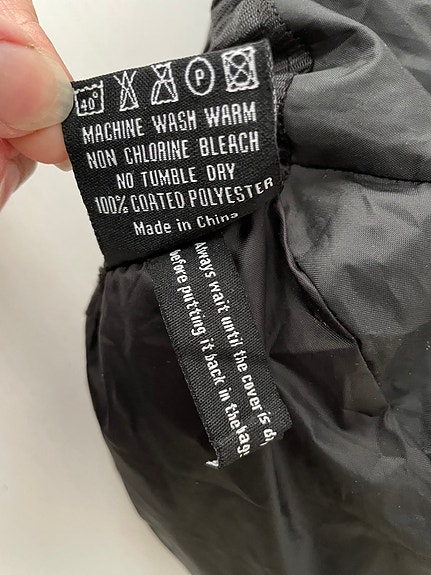 40°
P
MACHINE WASH WARM
NON CHLORINE BLEACH
NO TUMBLE DRY
100% COATED POLYESTER
Made in China
Always wait until the cover is
before putting it back in the bag